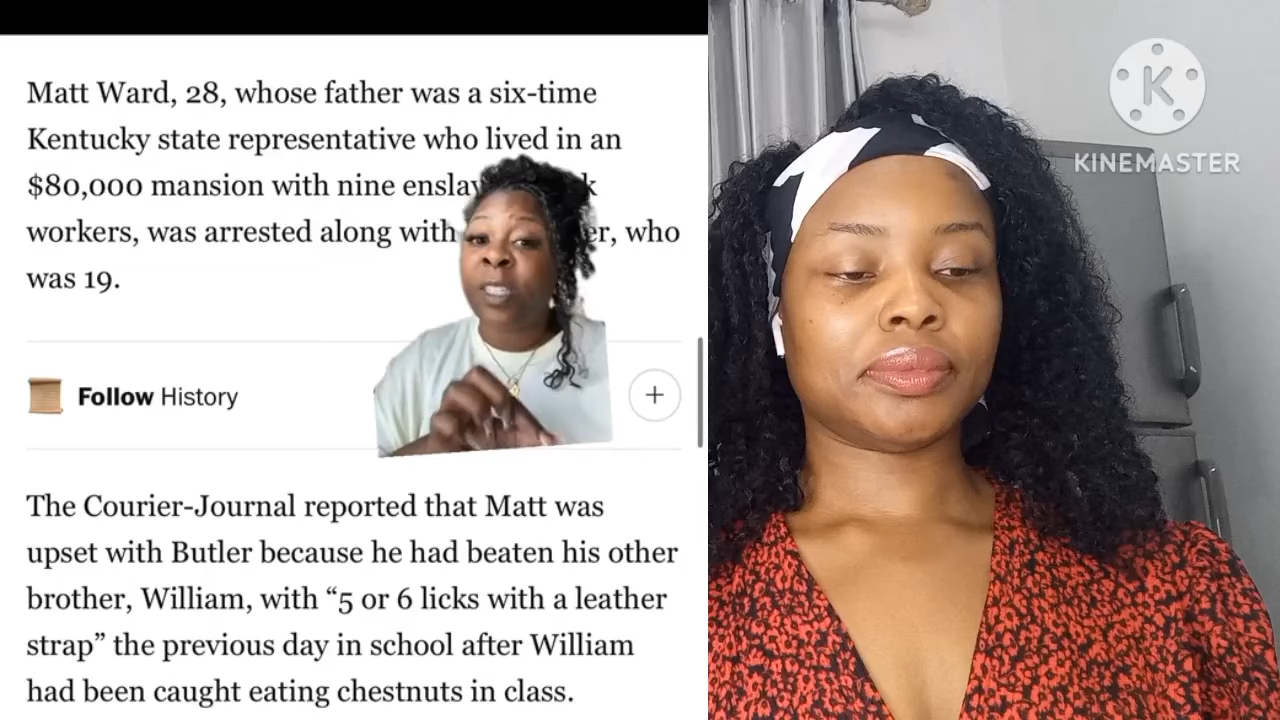 Matt Ward, 28, whose father was a six-time
Kentucky state representative who lived in an
$80,000 mansion with nine
workers, was arrested along with who
was 19.
Follow History
The Courier-Journal reported that Matt was
upset with Butler because he had beaten his other
brother, William, with “5 or 6 licks with a leather
strap” the previous day in school after William
had been caught eating chestnuts in class.
K
KINEMASTER